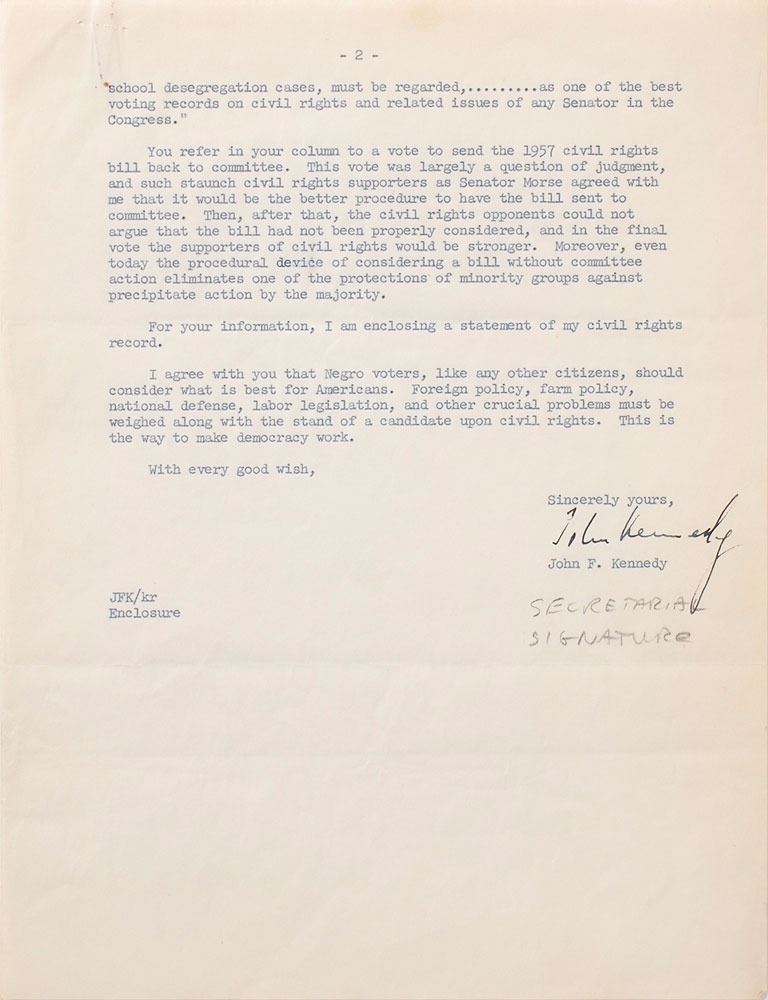 - 2 -
"school desegregation cases, must be regarded,.........as one of the best
voting records on civil rights and related issues of any Senator in the
Congress."
You refer in your column to a vote to send the 1957 civil rights
bill back to committee. This vote was largely a question of judgment,
and such staunch civil rights supporters as Senator Morse agreed with
me that it would be the better procedure to have the bill sent to
committee. Then, after that, the civil rights opponents could not
argue that the bill had not been properly considered, and in the final
vote the supporters of civil rights would be stronger. Moreover, even
today the procedural device of considering a bill without committee
action eliminates one of the protections of minority groups against
precipitate action by the majority.
For your information, I am enclosing a statement of my civil rights
record.
I agree with you that Negro voters, like any other citizens, should
consider what is best for Americans. Foreign policy, farm policy,
national defense, labor legislation, and other crucial problems must be
weighed along with the stand of a candidate upon civil rights. This is
the way to make democracy work.
With every good wish,
Sincerely yours,
John Kennedy
John F. Kennedy
JFK/kr
Enclosure
SECRETARIAL
SIGNATURE